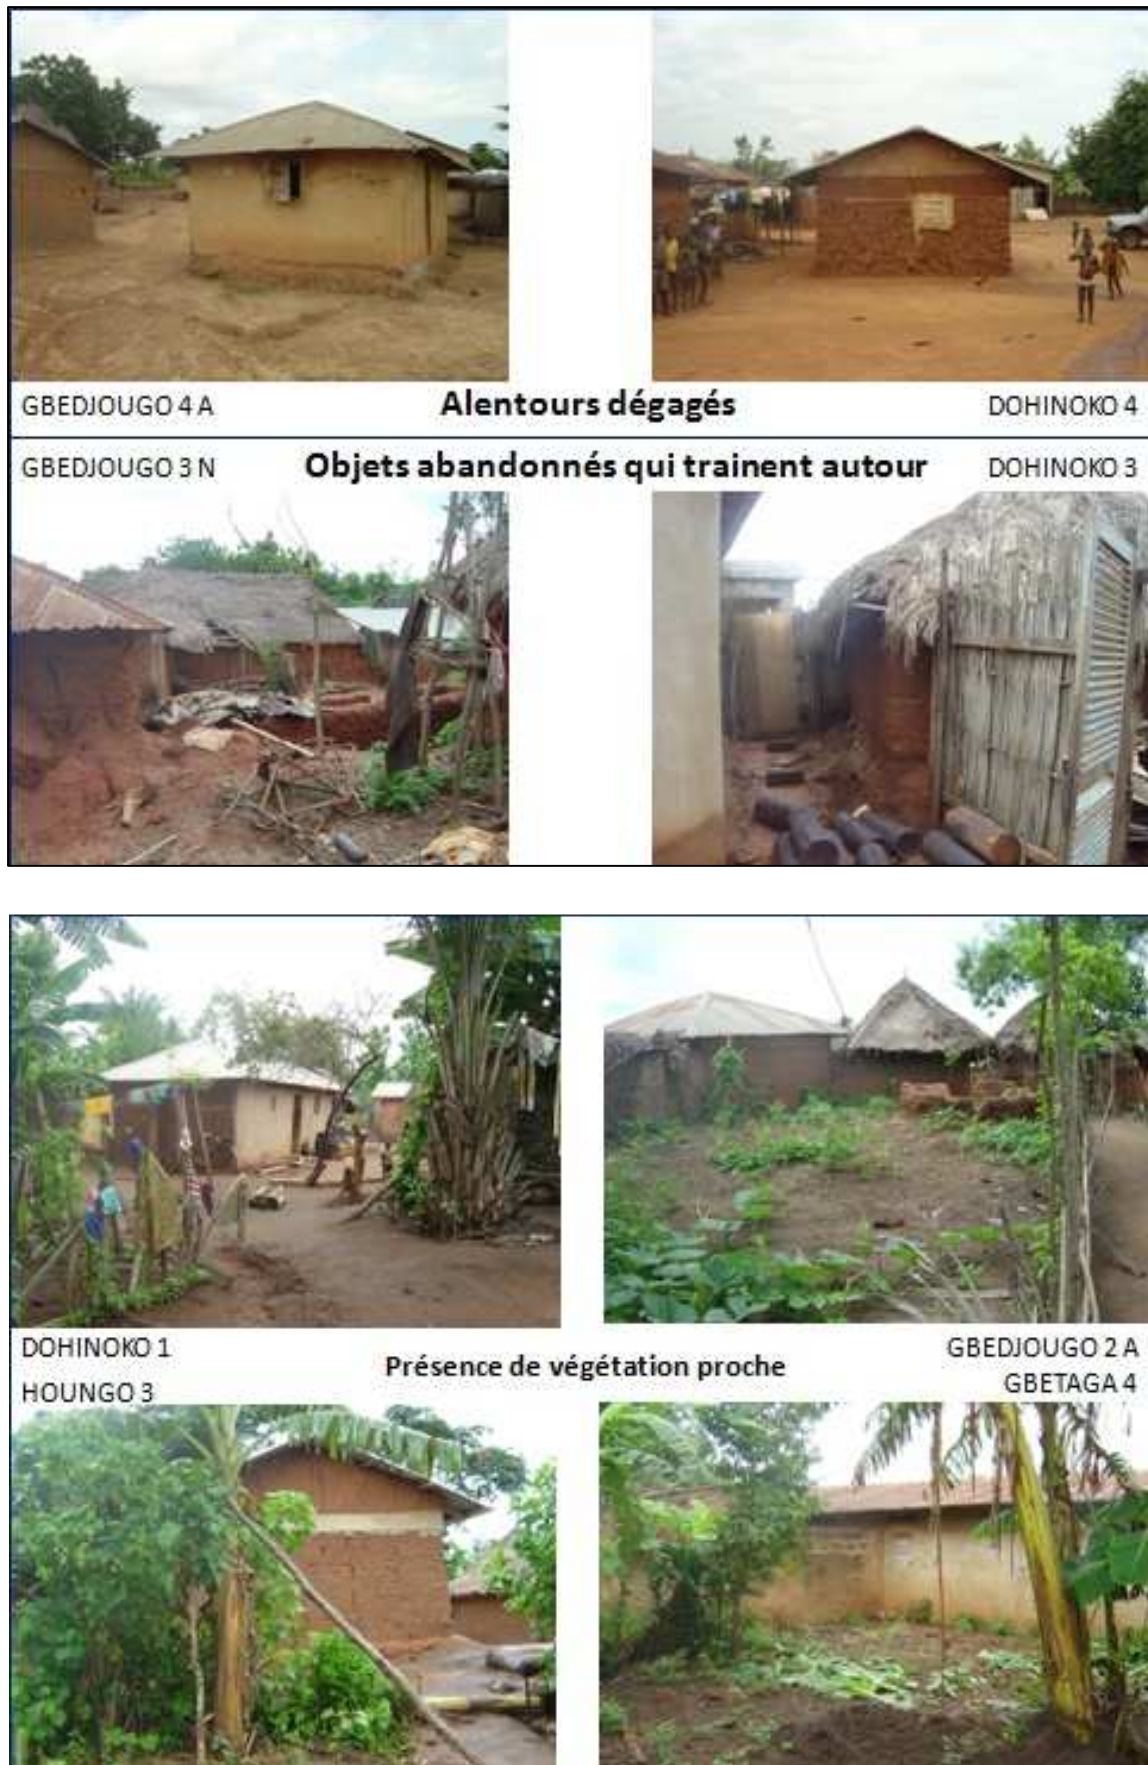 GBEDJOUGO 4 A Alentours dégagés DOHINOKO 4
GBEDJOUGO 3 N Objets abandonnés qui trainent autour DOHINOKO 3
DOHINOKO 1
HOUNGO 3
Présence de végétation proche
GBEDJOUGO 2 A
GBETAGA 4